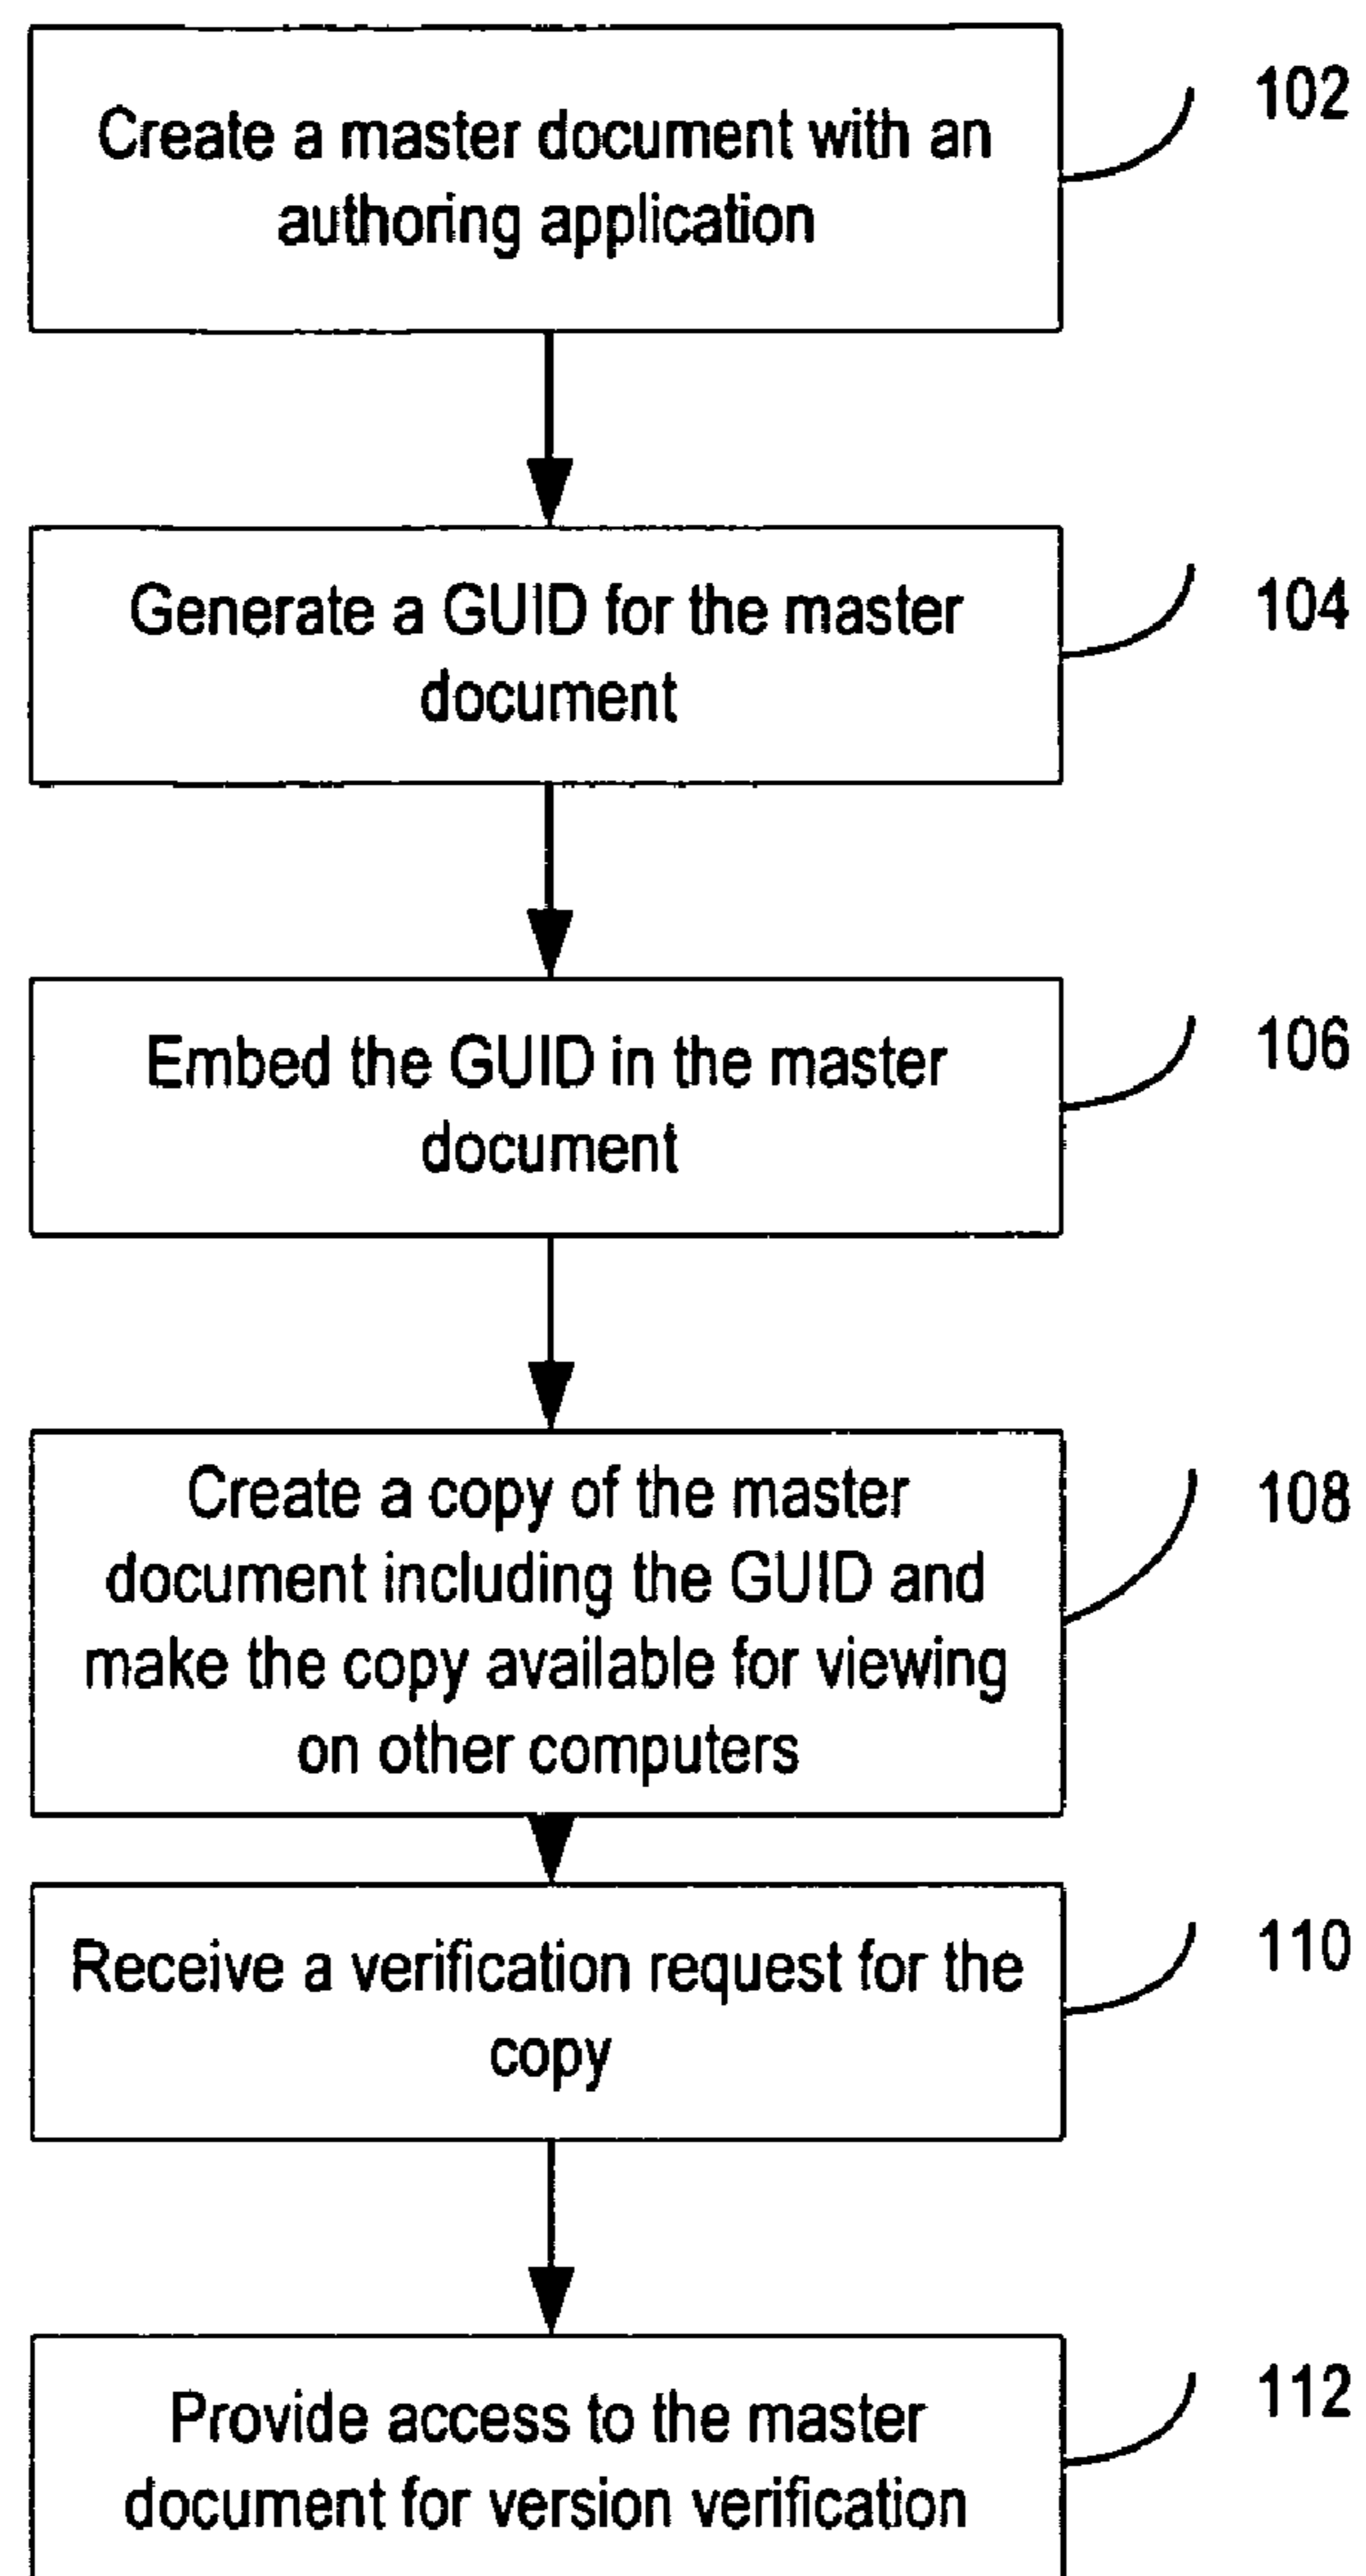 Create a master document with an
authoring application
102
Generate a GUID for the master
document
104
Embed the GUID in the master
document
106
Create a copy of the master
document including the GUID and
make the copy available for viewing
on other computers
108
Receive a verification request for the
copy
110
Provide access to the master
document for version verification
112